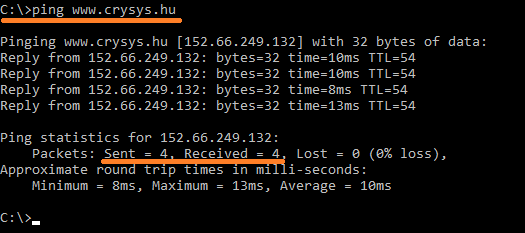 C:\>ping www.crysys.hu
Pinging www.crysys.hu [152.66.249.132] with 32 bytes of data:
Reply from 152.66.249.132: bytes=32 time=10ms TTL=54
Reply from 152.66.249.132: bytes=32 time=10ms TTL=54
Reply from 152.66.249.132: bytes=32 time=8ms TTL=54
Reply from 152.66.249.132: bytes=32 time=13ms TTL=54
Ping statistics for 152.66.249.132:
Packets: Sent = 4, Received = 4, Lost = 0 (0% loss),
Approximate round trip times in milli-seconds:
Minimum = 8ms, Maximum = 13ms, Average = 10ms
C:\>